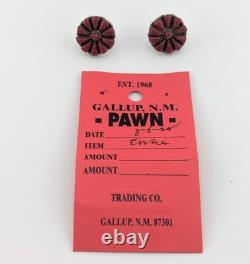 EST. 1968
GALLUP, N.M.
- PAWN -
DATE
ITEM
AMOUNT
AMOUNT
TRADING CO.
GALLUP, N.M. 87301